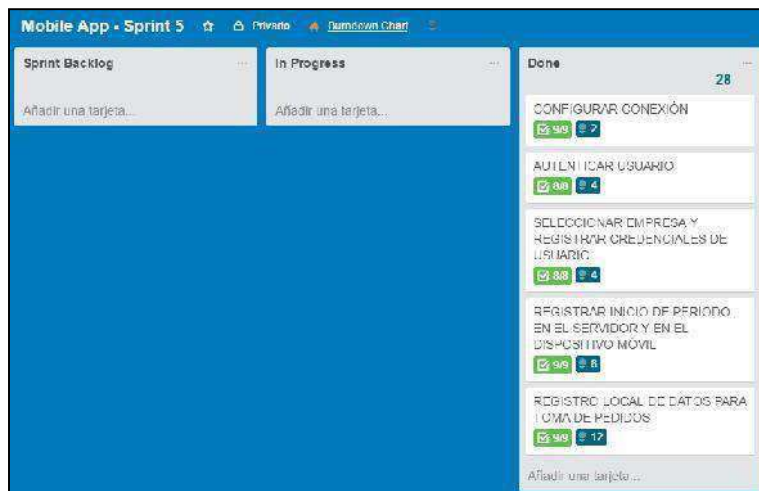 Mobile App - Sprint 5 Privado Burndown Chart
Sprint Backlog
Añadir una tarjeta...
In Progress
Añadir una tarjeta...
Done
28
CONFIGURAR CONEXIÓN
9/9 2
AUTENTICAR USUARIO
8/8 4
SELECCIONAR EMPRESA Y
REGISTRAR CREDENCIALES DE
USUARIO
8/8 4
REGISTRAR INICIO DE PERIODO
EN EL SERVIDOR Y EN EL
DISPOSITIVO MÓVIL
9/9
REGISTRO LOCAL DE DATOS PARA
TOMA DE PEDIDOS
9/9 12
Añadir una tarjeta...